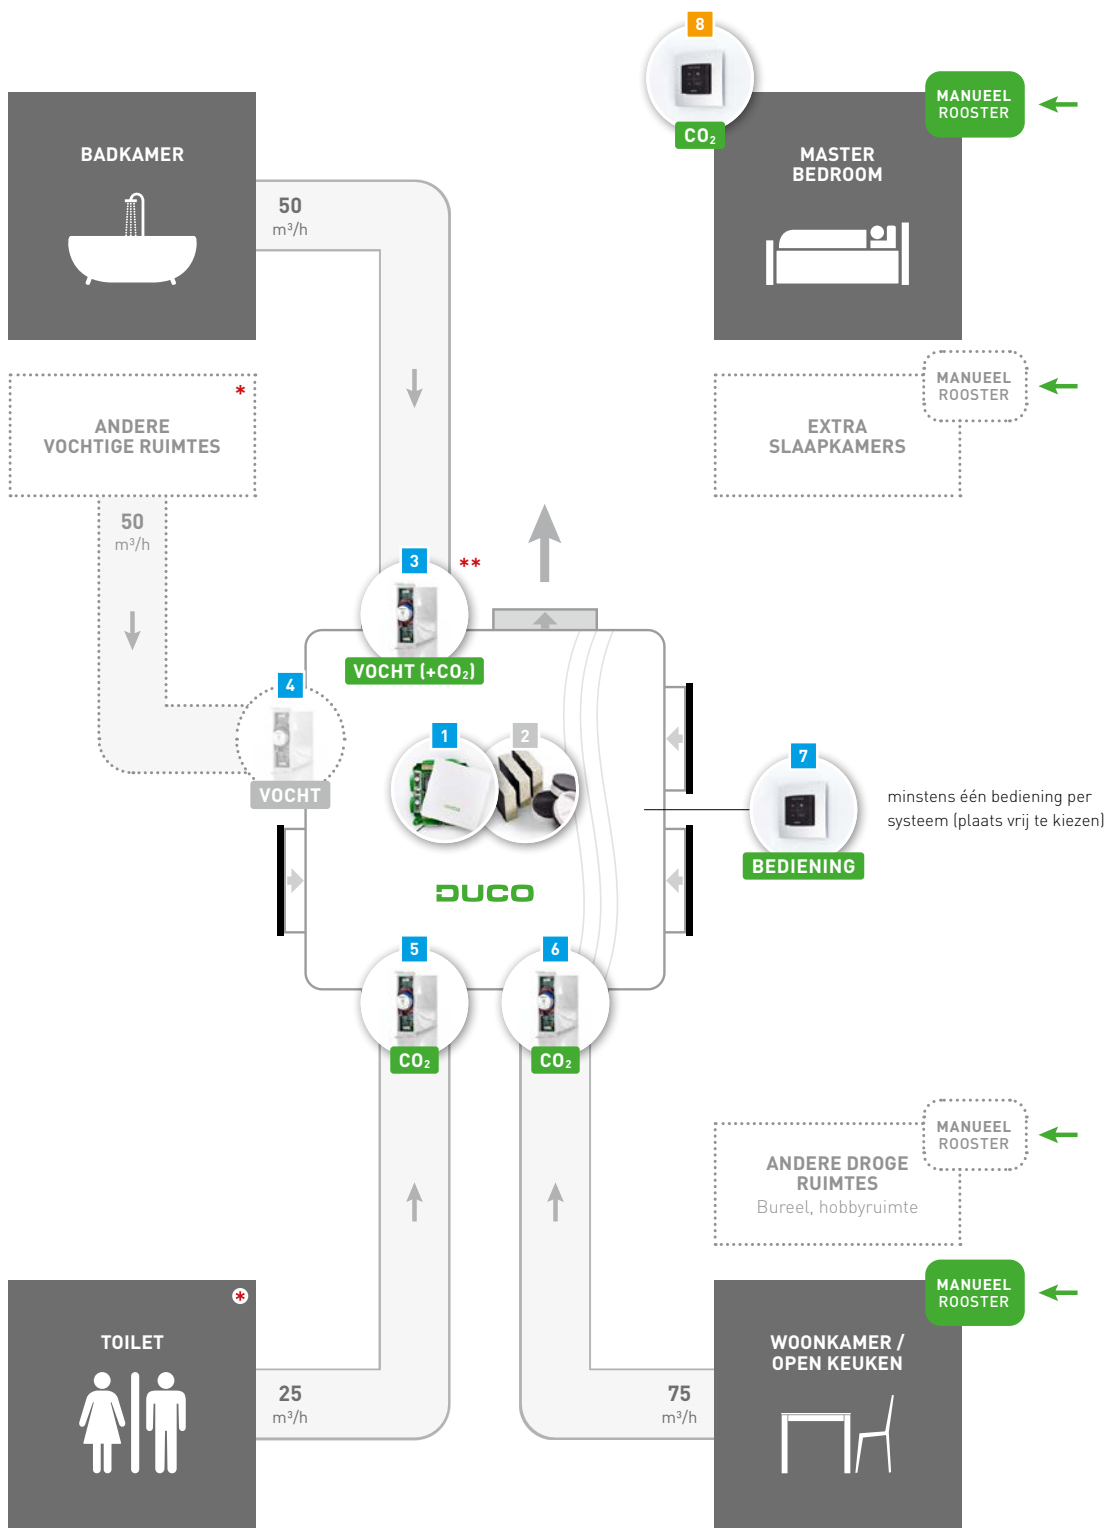 8
CO₂
MANUEEL
ROOSTER
BADKAMER
MASTER
BEDROOM
50
m³/h
*
ANDERE
VOCHTIGE RUIMTES
MANUEEL
ROOSTER
EXTRA
SLAAPKAMERS
50
m³/h
3
**
VOCHT (+CO₂)
4
VOCHT
1
2
7
BEDIENING
minstens één bediening per
systeem (plaats vrij te kiezen)
DUCO
5
CO₂
6
CO₂
MANUEEL
ROOSTER
ANDERE DROGE
RUIMTES
Bureel, hobbyruimte
*
TOILET
25
m³/h
75
m³/h
MANUEEL
ROOSTER
WOONKAMER /
OPEN KEUKEN